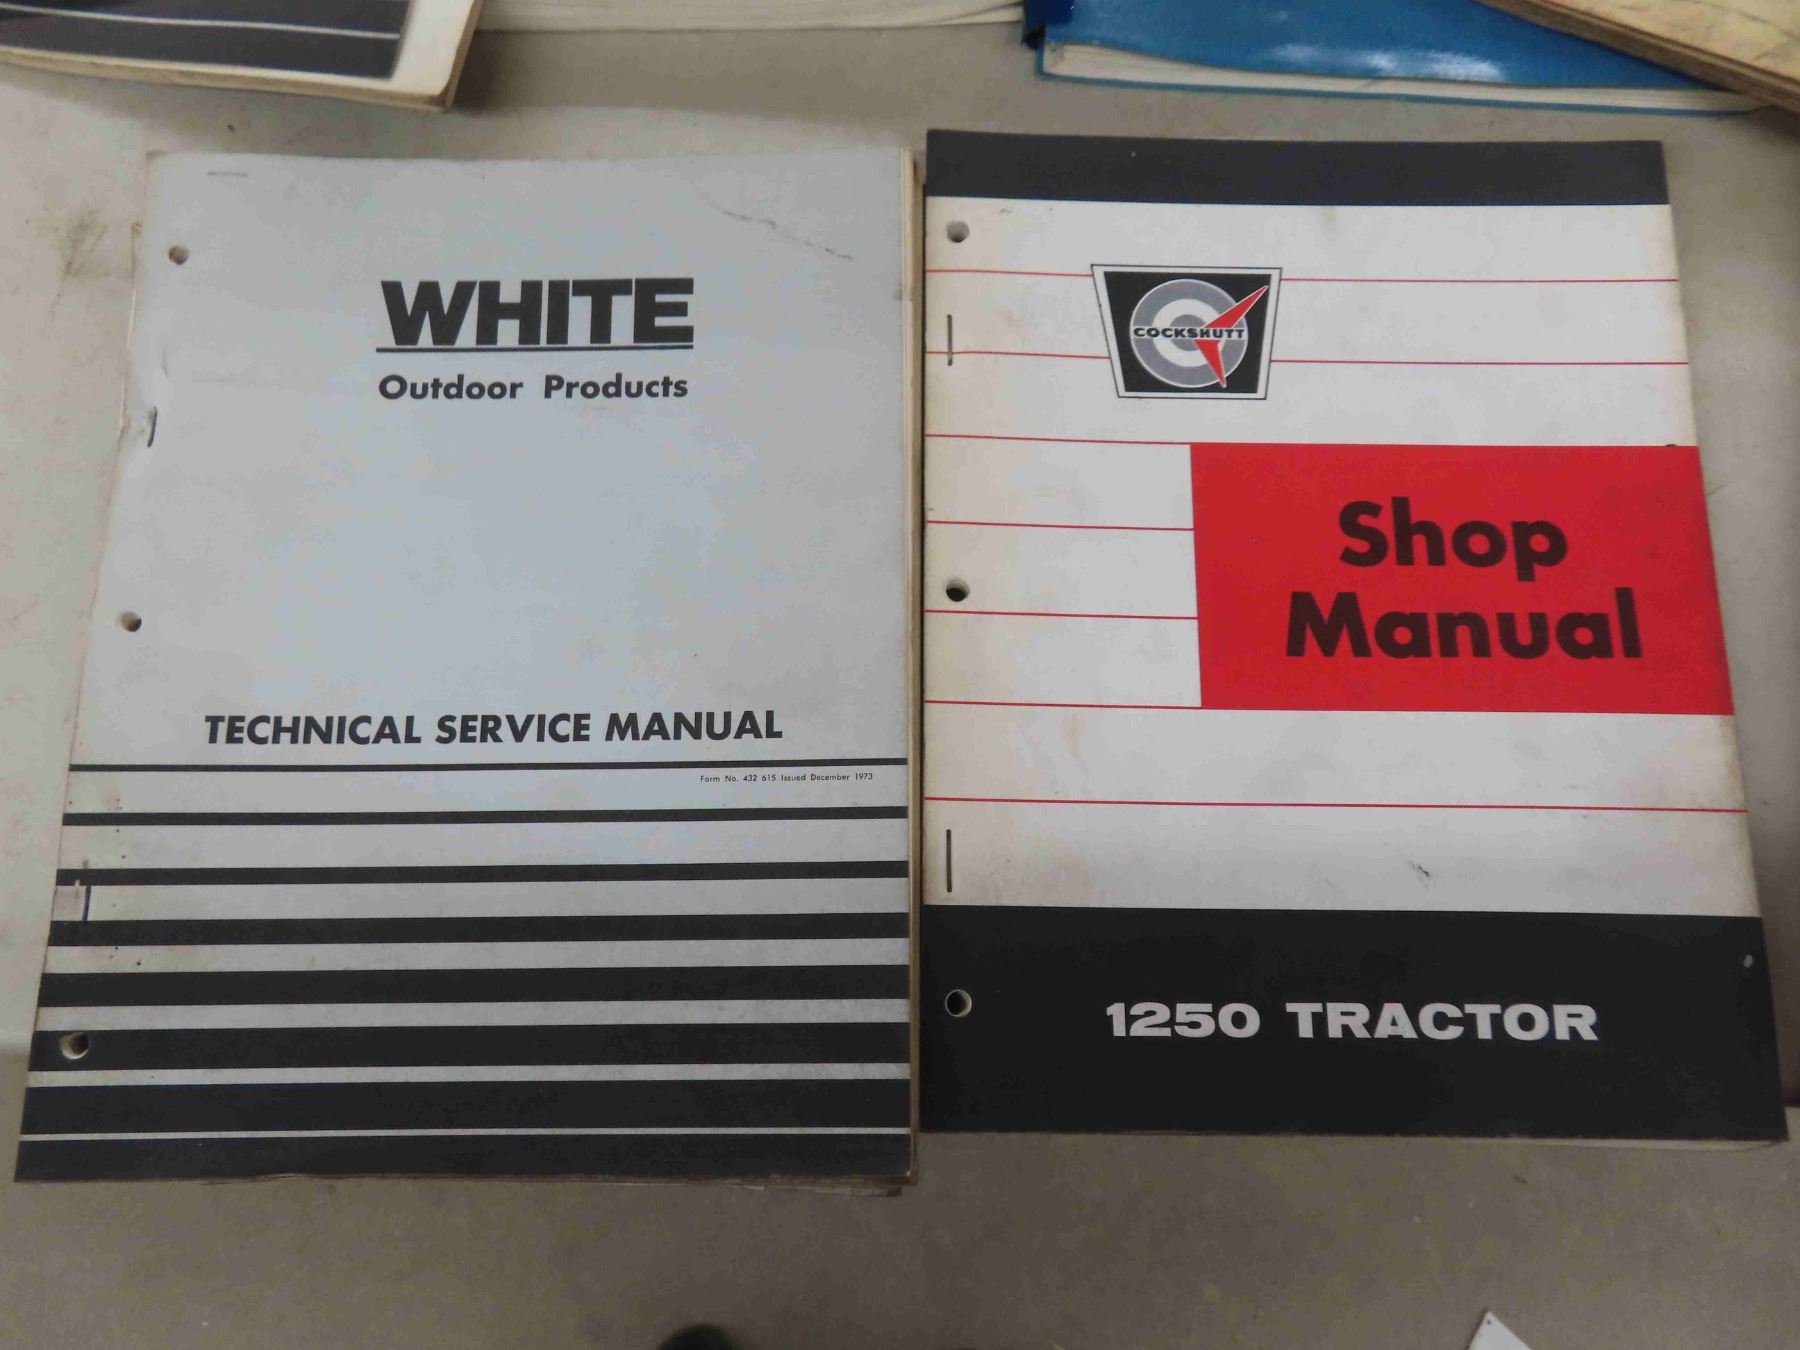 WHITE
Outdoor Products
TECHNICAL SERVICE MANUAL
Form No. 432 615 Issued December 1973
COCKSHUTT
Shop
Manual
1250 TRACTOR